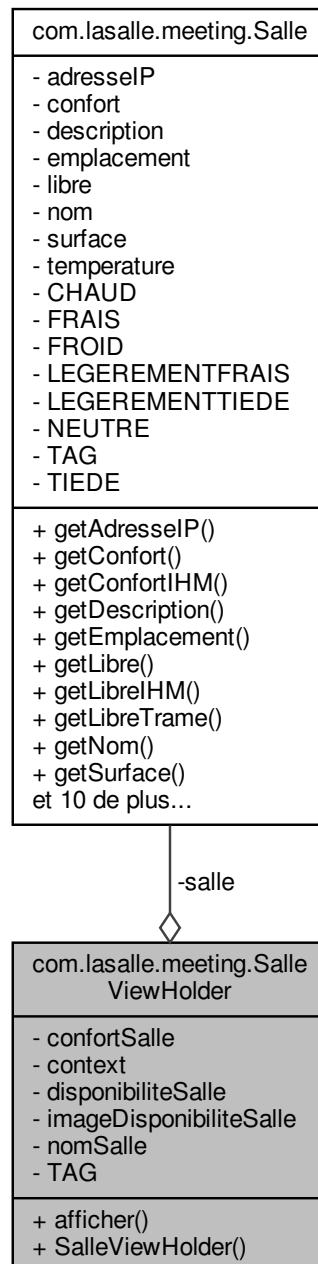 com.lasalle.meeting.Salle
- adresseIP
- confort
- description
- emplacement
- libre
- nom
- surface
- temperature
- CHAUD
- FRAIS
- FROID
- LEGEREMENTFRAIS
- LEGEREMENTTIEDE
- NEUTRE
- TAG
- TIEDE
+ getAdresseIP()
+ getConfort()
+ getConfortIHM()
+ getDescription()
+ getEmplacement()
+ getLibre()
+ getLibreIHM()
+ getLibreTrame()
+ getNom()
+ getSurface()
et 10 de plus...
-salle
com.lasalle.meeting.Salle
ViewHolder
- confortSalle
- context
- disponibiliteSalle
- imageDisponibiliteSalle
- nomSalle
- TAG
+ afficher()
+ SalleViewHolder()